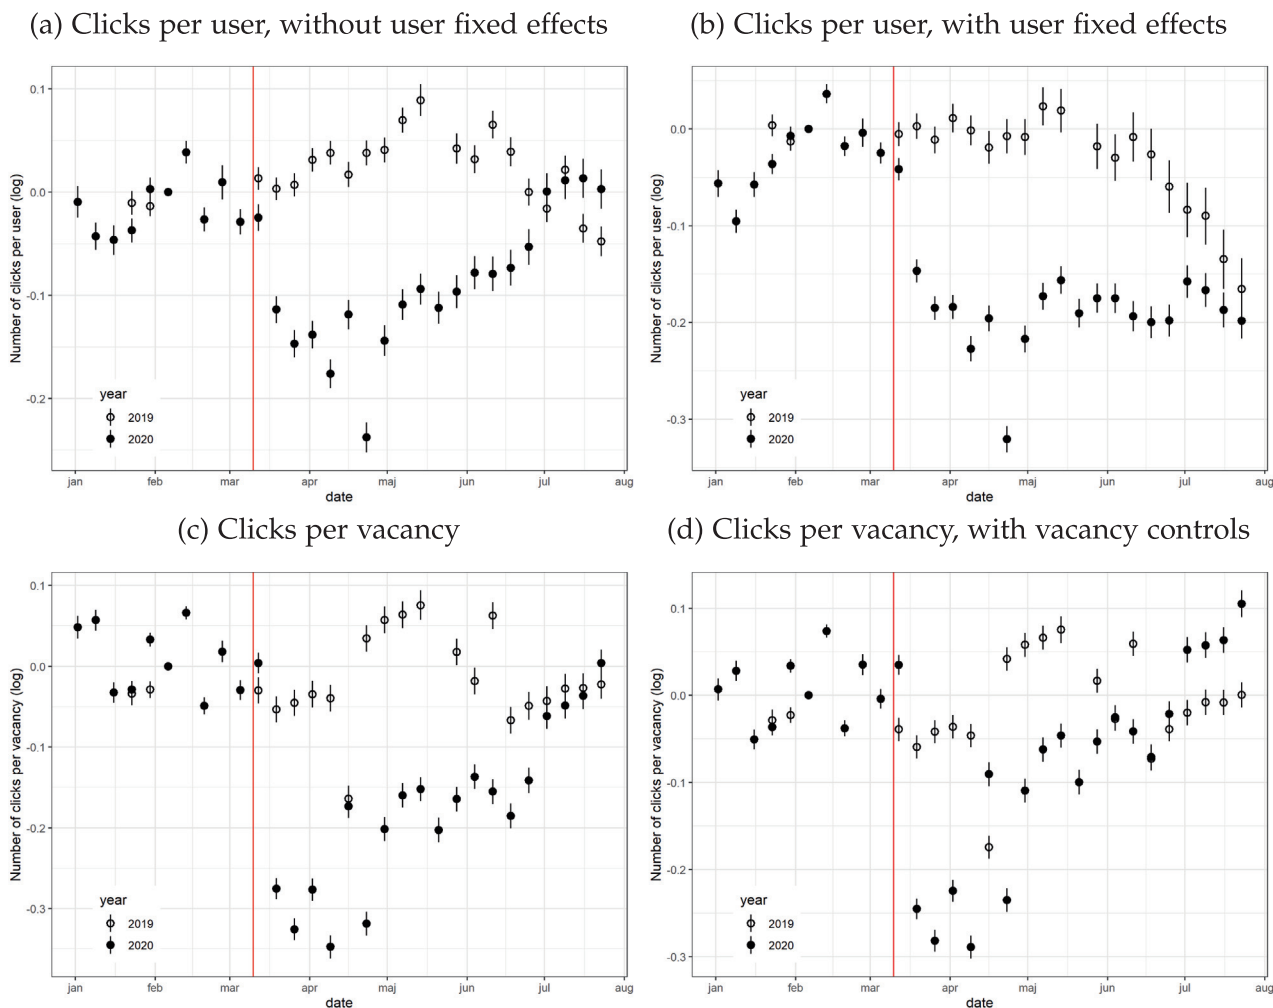 (a) Clicks per user, without user fixed effects
(b) Clicks per user, with user fixed effects
Number of clicks per user (log)
0.1
0.0
-0.1
-0.2
year
2019
2020
jan feb mar apr maj jun jul aug
date
Number of clicks per user (log)
0.0
-0.1
-0.2
-0.3
year
2019
2020
jan feb mar apr maj jun jul aug
date
(c) Clicks per vacancy
(d) Clicks per vacancy, with vacancy controls
Number of clicks per vacancy (log)
0.1
0.0
-0.1
-0.2
-0.3
year
2019
2020
jan feb mar apr maj jun jul aug
date
Number of clicks per vacancy (log)
0.1
0.0
-0.1
-0.2
-0.3
year
2019
2020
jan feb mar apr maj jun jul aug
date